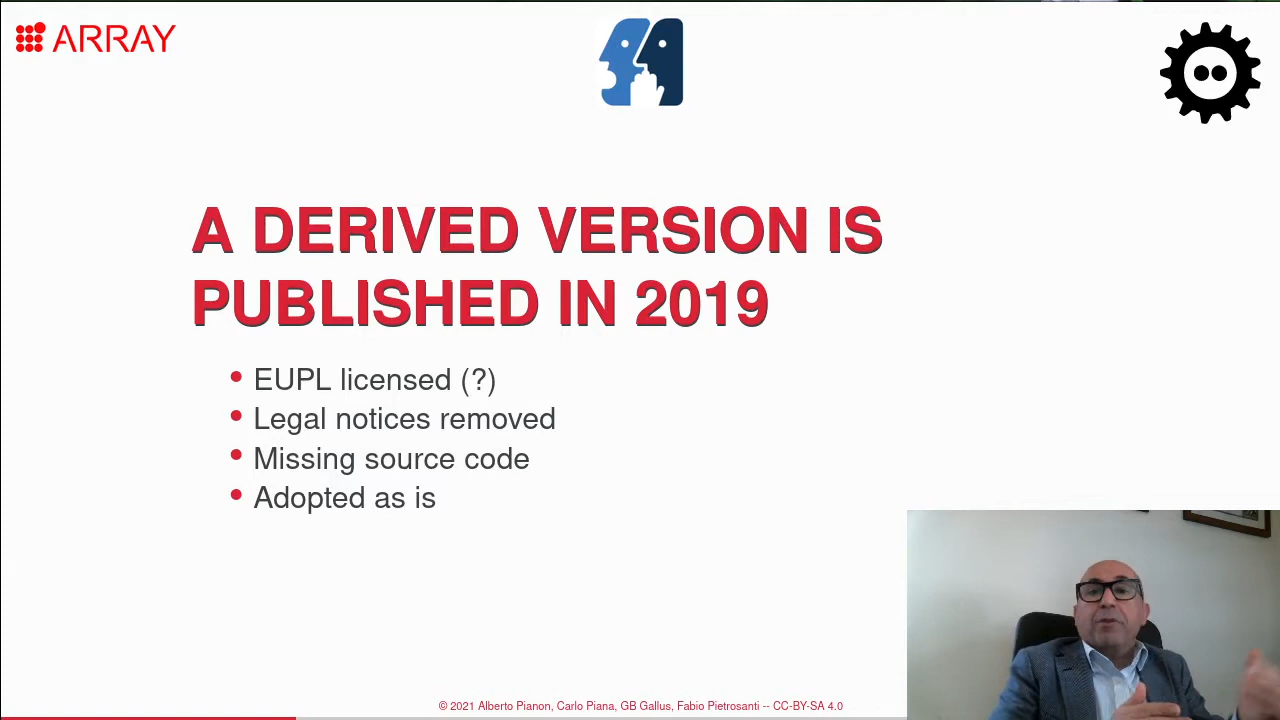 ARRAY
A DERIVED VERSION IS
PUBLISHED IN 2019
• EUPL licensed (?)
• Legal notices removed
• Missing source code
• Adopted as is
© 2021 Alberto Pianon, Carlo Piana, GB Gallus, Fabio Pietrosanti -- CC-BY-SA 4.0